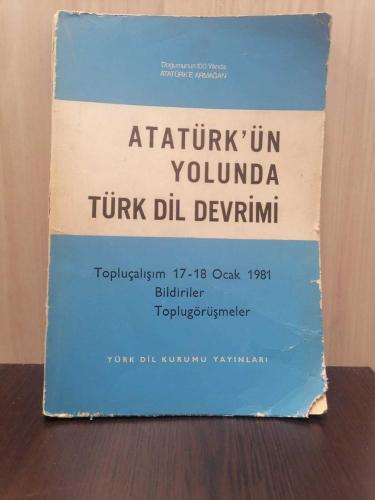 Doğumunun 100. Yılında
ATATÜRK'E ARMAĞAN
ATATÜRK'ÜN
YOLUNDA
TÜRK DİL DEVRİMİ
Topluçalışım 17-18 Ocak 1981
Bildiriler
Toplugörüşmeler
TÜRK DİL KURUMU YAYINLARI